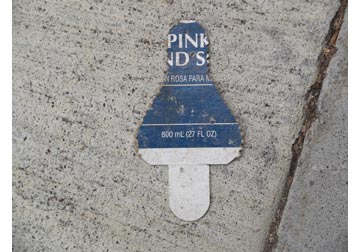 PINK
ND S
N ROSA PARA M
800 mL (27 FL OZ)